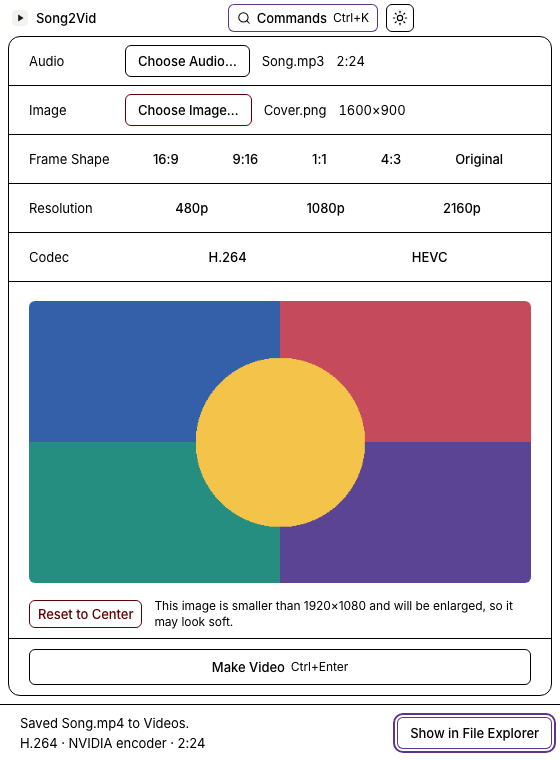 Song2Vid
Commands Ctrl+K
Audio Choose Audio... Song.mp3 2:24
Image Choose Image... Cover.png 1600×900
Frame Shape 16:9 9:16 1:1 4:3 Original
Resolution 480p 1080p 2160p
Codec H.264 HEVC
Reset to Center
This image is smaller than 1920×1080 and will be enlarged, so it
may look soft.
Make Video Ctrl+Enter
Saved Song.mp4 to Videos.
H.264 · NVIDIA encoder · 2:24
Show in File Explorer